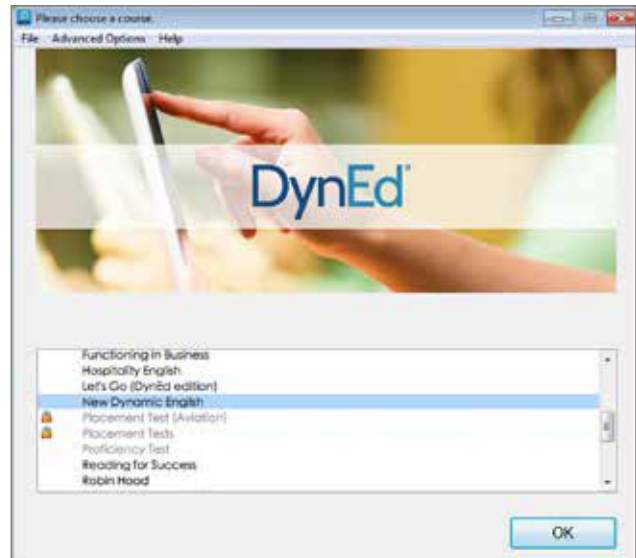 Please choose a course.
File Advanced Options Help
DynEd
Functioning in Business
Hospitality English
Let's Go (DynEd edition)
New Dynamic English
Placement Test (Aviation)
Placement Tests
Proficiency Test
Reading for Success
Robin Hood
OK